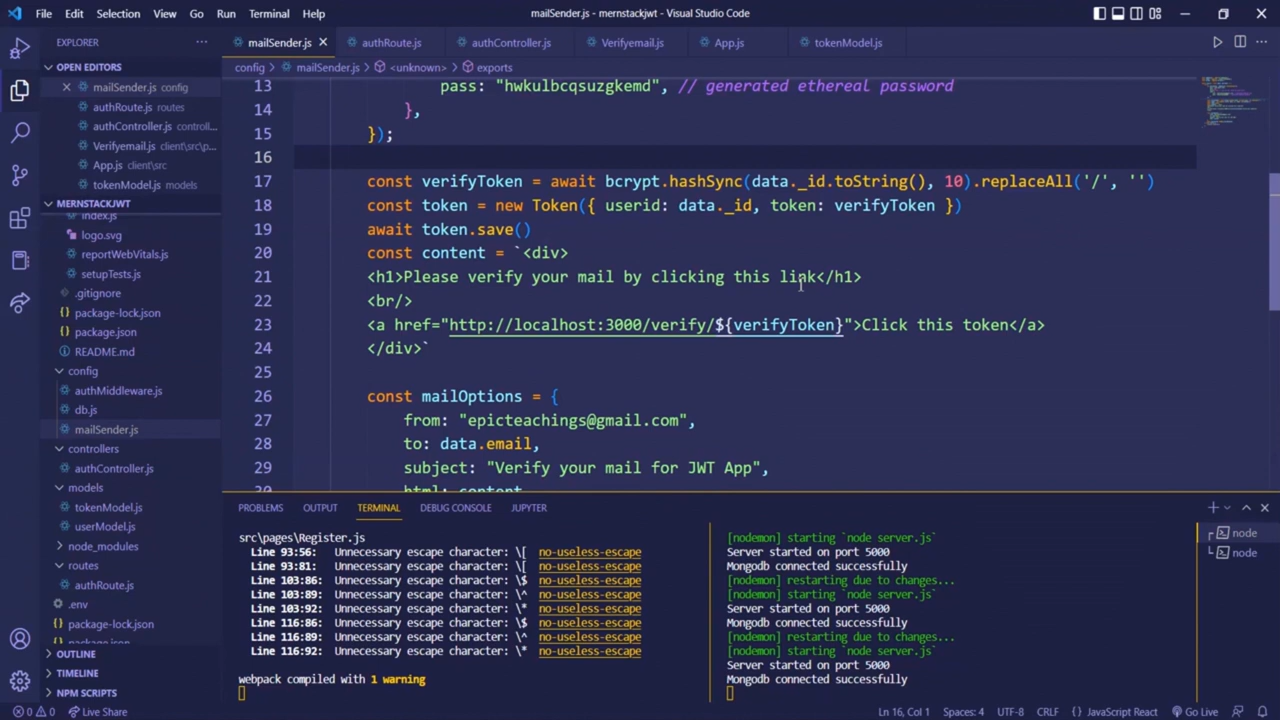 File Edit Selection View Go Run Terminal Help
mailSender.js - mernstackjwt - Visual Studio Code
EXPLORER
mailSender.js
authRoute.js
authController.js
Verifyemail.js
App.js
tokenModel.js
OPEN EDITORS
mailSender.js config
authRoute.js routes
authController.js controll...
Verifyemail.js client\src\p...
App.js client\src
tokenModel.js models
MERNSTACKJWT
index.js
logo.svg
reportWebVitals.js
setupTests.js
.gitignore
package-lock.json
package.json
README.md
config
authMiddleware.js
db.js
mailSender.js
controllers
authController.js
models
tokenModel.js
userModel.js
node_modules
routes
authRoute.js
.env
package-lock.json
package.json
OUTLINE
TIMELINE
NPM SCRIPTS
config > mailSender.js > <unknown> > exports
13 pass: "hwkulbcqsuzgkemd", // generated ethereal password
14 },
15 });
16
17 const verifyToken = await bcrypt.hashSync(data._id.toString(), 10).replaceAll('/', '')
18 const token = new Token({ userid: data._id, token: verifyToken })
19 await token.save()
20 const content = `<div>
21 <h1>Please verify your mail by clicking this link</h1>
22 <br/>
23 <a href="http://localhost:3000/verify/${verifyToken}">Click this token</a>
24 </div>`
25
26 const mailOptions = {
27 from: "epicteachings@gmail.com",
28 to: data.email,
29 subject: "Verify your mail for JWT App",
30 html: content
PROBLEMS OUTPUT TERMINAL DEBUG CONSOLE JUPYTER
src\pages\Register.js
Line 93:56: Unnecessary escape character: \[ no-useless-escape
Line 93:81: Unnecessary escape character: \[ no-useless-escape
Line 103:86: Unnecessary escape character: \$ no-useless-escape
Line 103:89: Unnecessary escape character: \^ no-useless-escape
Line 103:92: Unnecessary escape character: \* no-useless-escape
Line 116:86: Unnecessary escape character: \$ no-useless-escape
Line 116:89: Unnecessary escape character: \^ no-useless-escape
Line 116:92: Unnecessary escape character: \* no-useless-escape
webpack compiled with 1 warning
[nodemon] starting `node server.js`
Server started on port 5000
Mongodb connected successfully
[nodemon] restarting due to changes...
[nodemon] starting `node server.js`
Server started on port 5000
Mongodb connected successfully
[nodemon] restarting due to changes...
[nodemon] starting `node server.js`
Server started on port 5000
Mongodb connected successfully
node
node
0 0 Live Share
Ln 16, Col 1 Spaces: 4 UTF-8 CRLF {} JavaScript React Go Live